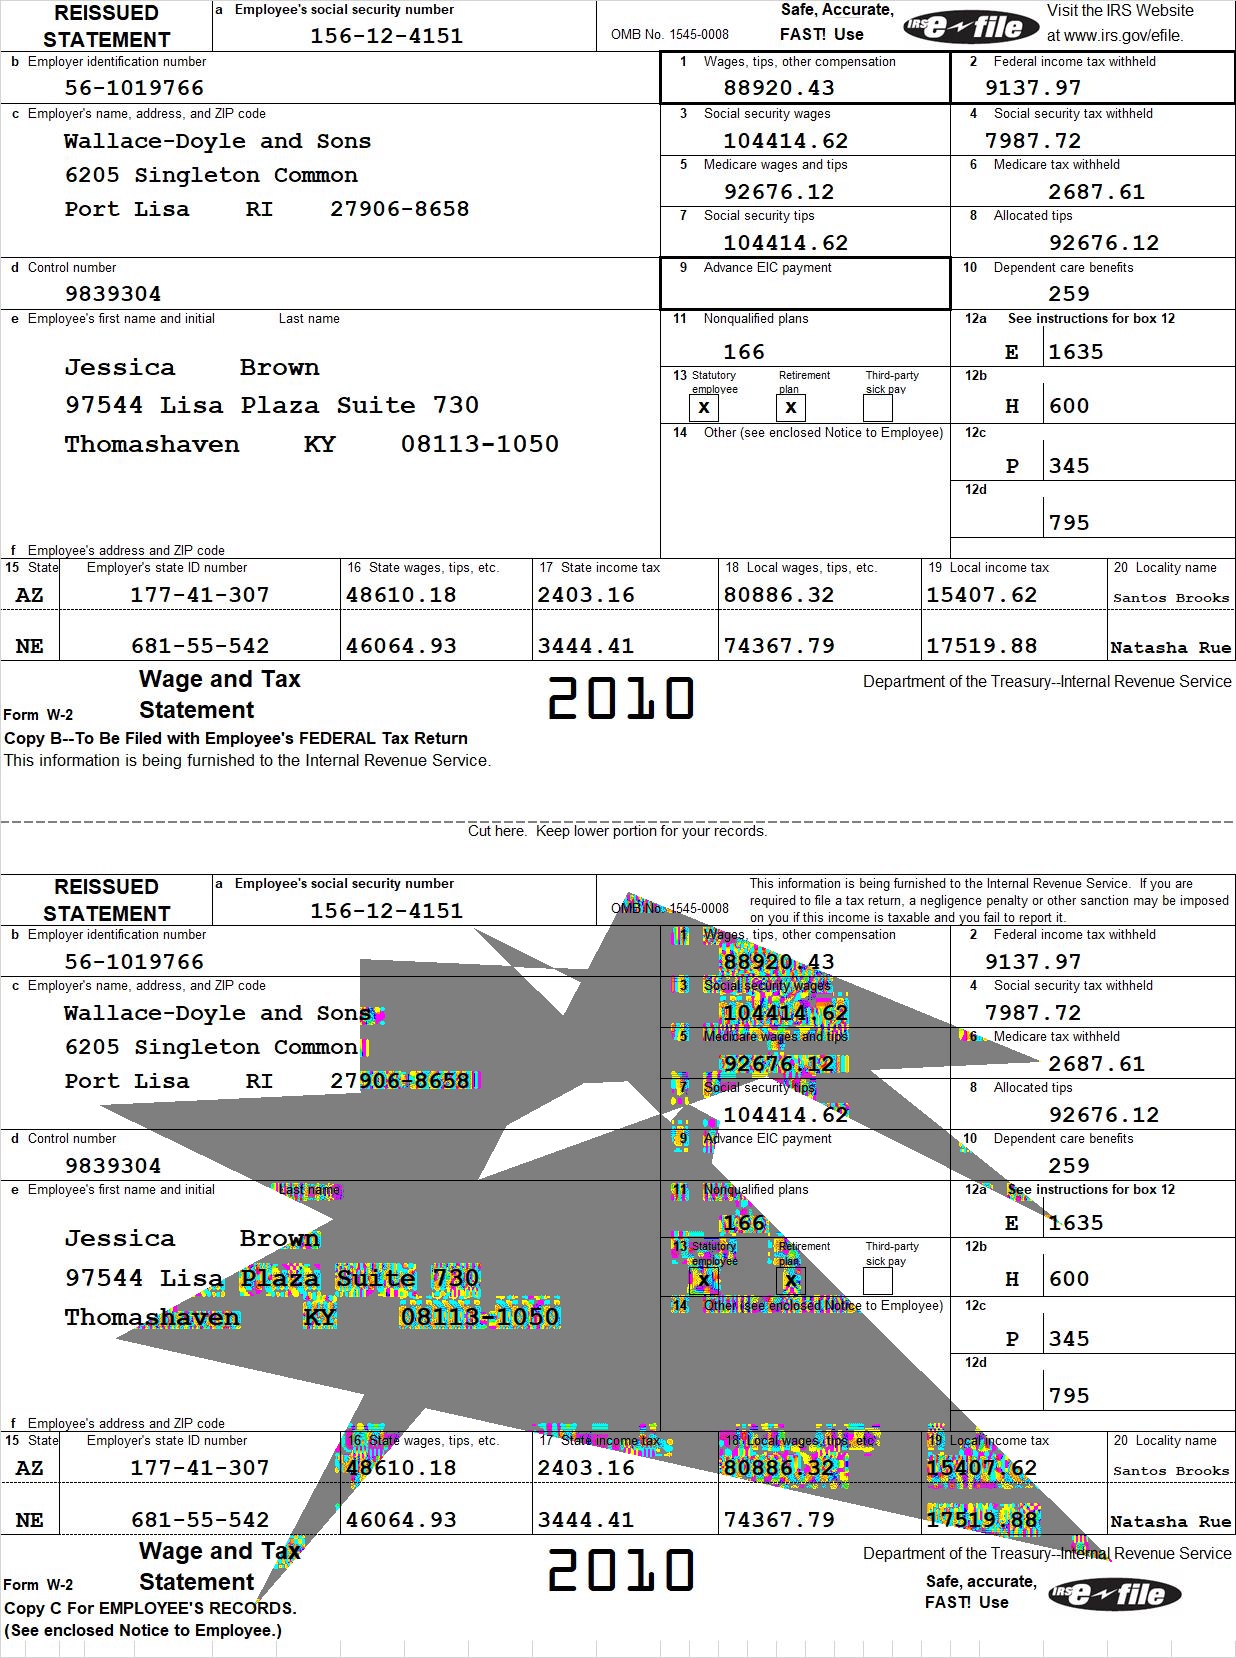 REISSUED STATEMENT
a Employee's social security number
156-12-4151
OMB No. 1545-0008
Safe, Accurate, FAST! Use
IRS e-file
Visit the IRS Website at www.irs.gov/efile.
b Employer identification number
56-1019766
1 Wages, tips, other compensation
88920.43
2 Federal income tax withheld
9137.97
c Employer's name, address, and ZIP code
Wallace-Doyle and Sons
6205 Singleton Common
Port Lisa RI 27906-8658
3 Social security wages
104414.62
4 Social security tax withheld
7987.72
5 Medicare wages and tips
92676.12
6 Medicare tax withheld
2687.61
7 Social security tips
104414.62
8 Allocated tips
92676.12
d Control number
9839304
9 Advance EIC payment
10 Dependent care benefits
259
e Employee's first name and initial Last name
Jessica Brown
97544 Lisa Plaza Suite 730
Thomashaven KY 08113-1050
11 Nonqualified plans
166
12a See instructions for box 12
E 1635
13 Statutory employee Retirement plan Third-party sick pay
X X
12b
H 600
14 Other (see enclosed Notice to Employee)
12c
P 345
12d
795
f Employee's address and ZIP code
15 State Employer's state ID number 16 State wages, tips, etc. 17 State income tax 18 Local wages, tips, etc. 19 Local income tax 20 Locality name
AZ 177-41-307 48610.18 2403.16 80886.32 15407.62 Santos Brooks
NE 681-55-542 46064.93 3444.41 74367.79 17519.88 Natasha Rue
Form W-2 Wage and Tax Statement
2010
Department of the Treasury--Internal Revenue Service
Copy B--To Be Filed with Employee's FEDERAL Tax Return
This information is being furnished to the Internal Revenue Service.
Cut here. Keep lower portion for your records.
REISSUED STATEMENT
a Employee's social security number
156-12-4151
OMB No. 1545-0008
This information is being furnished to the Internal Revenue Service. If you are
required to file a tax return, a negligence penalty or other sanction may be imposed
on you if this income is taxable and you fail to report it.
b Employer identification number
56-1019766
1 Wages, tips, other compensation
88920.43
2 Federal income tax withheld
9137.97
c Employer's name, address, and ZIP code
Wallace-Doyle and Sons
6205 Singleton Common
Port Lisa RI 27906-8658
3 Social security wages
104414.62
4 Social security tax withheld
7987.72
5 Medicare wages and tips
92676.12
6 Medicare tax withheld
2687.61
7 Social security tips
104414.62
8 Allocated tips
92676.12
d Control number
9839304
9 Advance EIC payment
10 Dependent care benefits
259
e Employee's first name and initial Last name
Jessica Brown
97544 Lisa Plaza Suite 730
Thomashaven KY 08113-1050
11 Nonqualified plans
166
12a See instructions for box 12
E 1635
13 Statutory employee Retirement plan Third-party sick pay
X X
12b
H 600
14 Other (see enclosed Notice to Employee)
12c
P 345
12d
795
f Employee's address and ZIP code
15 State Employer's state ID number 16 State wages, tips, etc. 17 State income tax 18 Local wages, tips, etc. 19 Local income tax 20 Locality name
AZ 177-41-307 48610.18 2403.16 80886.32 15407.62 Santos Brooks
NE 681-55-542 46064.93 3444.41 74367.79 17519.88 Natasha Rue
Form W-2 Wage and Tax Statement
2010
Department of the Treasury--Internal Revenue Service
Safe, accurate, FAST! Use
IRS e-file
Copy C For EMPLOYEE'S RECORDS.
(See enclosed Notice to Employee.)